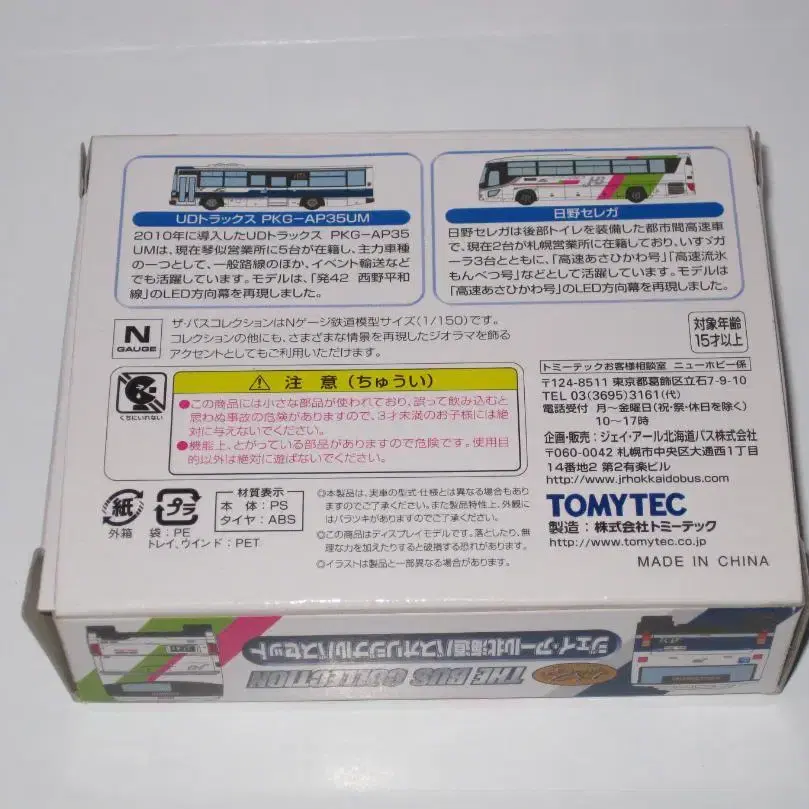 UDトラックス PKG-AP35UM
2010年に導入したUDトラックス PKG-AP35
UMは、現在琴似営業所に5台が在籍し、主力車種
の一つとして、一般路線のほか、イベント輸送などで
も活躍しています。モデルは、「発42 西野平和
線」のLED方向幕を再現しました。
日野セレガ
日野セレガは後部トイレを装備した都市間高速車
で、現在2台が札幌営業所に在籍しており、いすゞガ
ーラ3台とともに、「高速あさひかわ号」「高速流氷
もんべつ号」などとして活躍しています。モデルは
「高速あさひかわ号」のLED方向幕を再現しました。
N
GAUGE
ザ・バスコレクションはNゲージ鉄道模型サイズ(1/150)です。
コレクションの他にも、さまざまな情景を再現したジオラマを飾る
アクセントとしてもご利用いただけます。
対象年齢
15才以上
くちにいれない
注 意 (ちゅうい)
●この商品には小さな部品が使われており、誤って飲み込むと
思わぬ事故の危険がありますので、3才未満のお子様には絶
対に与えないでください。
●機能上、とがっている部品がありますので危険です。使用目
的以外は絶対に遊ばないでください。
トミーテックお客様相談室 ニューホビー係
〒124-8511 東京都葛飾区立石7-9-10
TEL 03(3695)3161(代)
電話受付 月〜金曜日(祝・祭・休日を除く)
10〜17時
企画・販売:ジェイ・アール北海道バス株式会社
〒060-0042 札幌市中央区大通西1丁目
14番地2 第2有楽ビル
http://www.jrhokkaidobus.com
TOMYTEC
製造:株式会社トミーテック
http://www.tomytec.co.jp
MADE IN CHINA
紙
外箱
プラ
袋:PE
トレイ、ウインド:PET
材質表示
本 体:PS
タイヤ:ABS
◎本製品は、実車の型式・仕様とは異なる場合もあり
ますのでご了承ください。また製品特性上、外観に
はバラツキがありますのでご了承ください。
◎この商品はディスプレイモデルです。落としたり、無
理な力を加えたりすると破損する恐れがあります。
◎イラストは製品と一部異なる場合があります。
ジェイ・アール北海道バスオリジナルバスセット
THE BUS COLLECTION